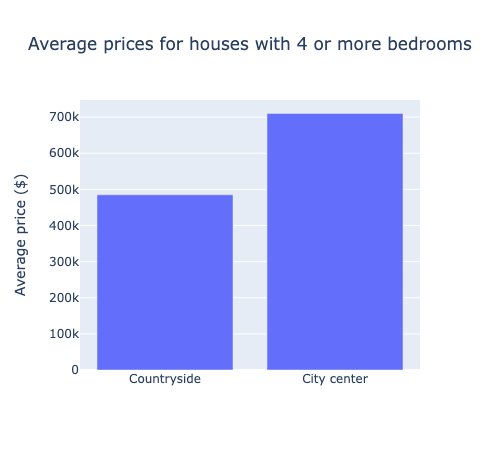 Average prices for houses with 4 or more bedrooms
Average price ($)
700k
600k
500k
400k
300k
200k
100k
0
Countryside
City center